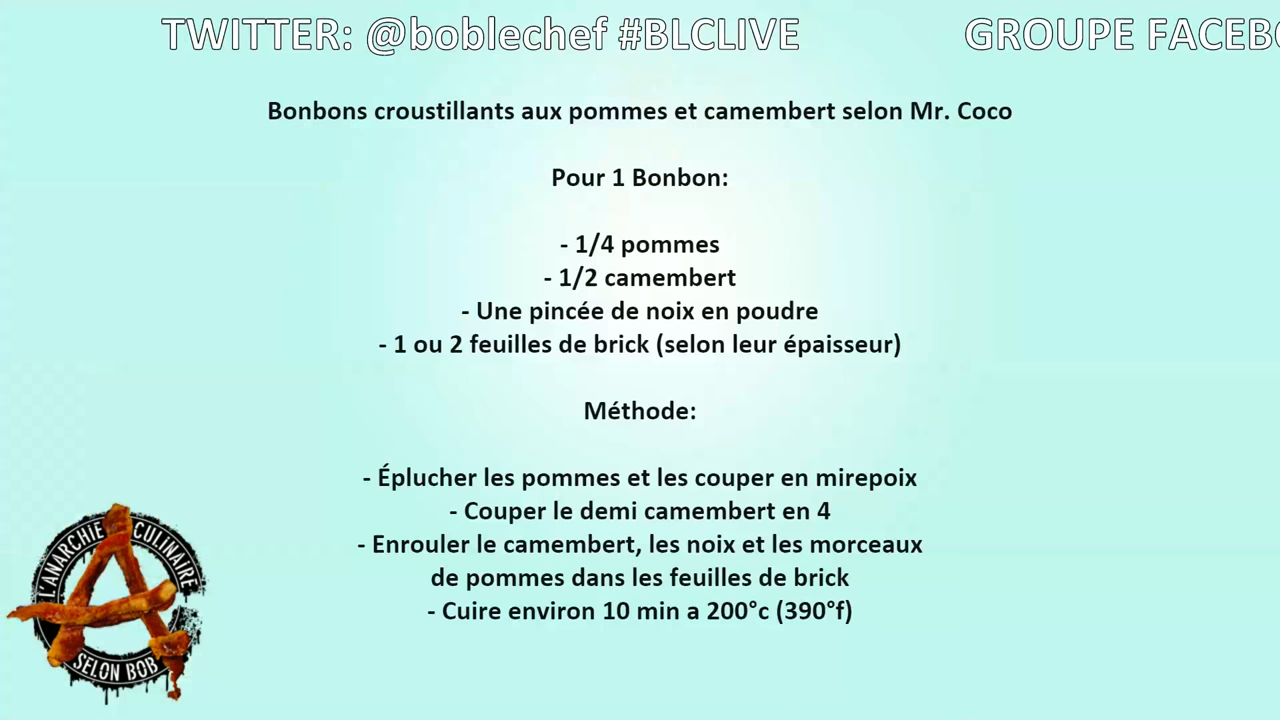 TWITTER: @boblechef #BLCLIVE GROUPE FACEBO
Bonbons croustillants aux pommes et camembert selon Mr. Coco
Pour 1 Bonbon:
- 1/4 pommes
- 1/2 camembert
- Une pincée de noix en poudre
- 1 ou 2 feuilles de brick (selon leur épaisseur)
Méthode:
- Éplucher les pommes et les couper en mirepoix
- Couper le demi camembert en 4
- Enrouler le camembert, les noix et les morceaux
de pommes dans les feuilles de brick
- Cuire environ 10 min a 200°c (390°f)
L'ANARCHIE CULINAIRE
SELON BOB